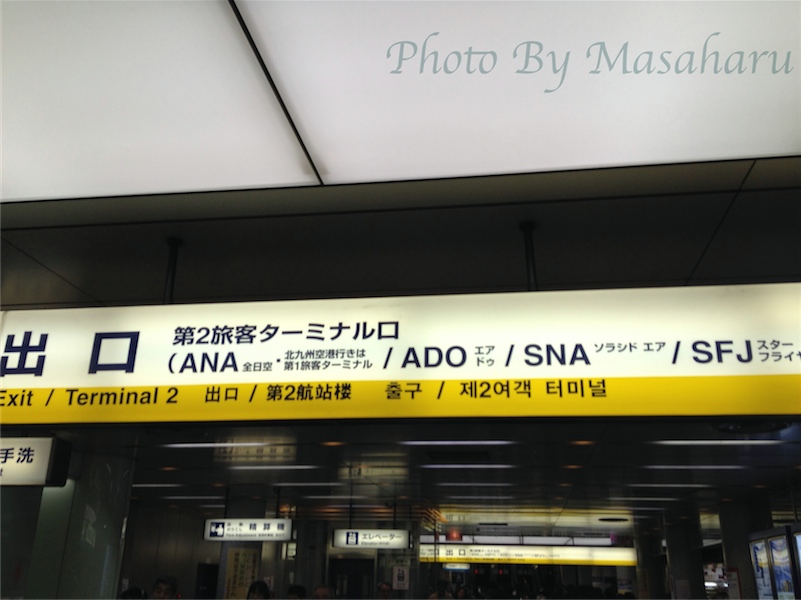 Photo By Masaharu
出口 第2旅客ターミナル口
(ANA 全日空 ・ 北九州空港行きは 第1旅客ターミナル / ADO エア ドゥ / SNA ソラシド エア / SFJ スター フライヤ
Exit / Terminal 2 出口 / 第2航站楼 출구 / 제2여객 터미널
手洗
精算機
エレベーター
出口